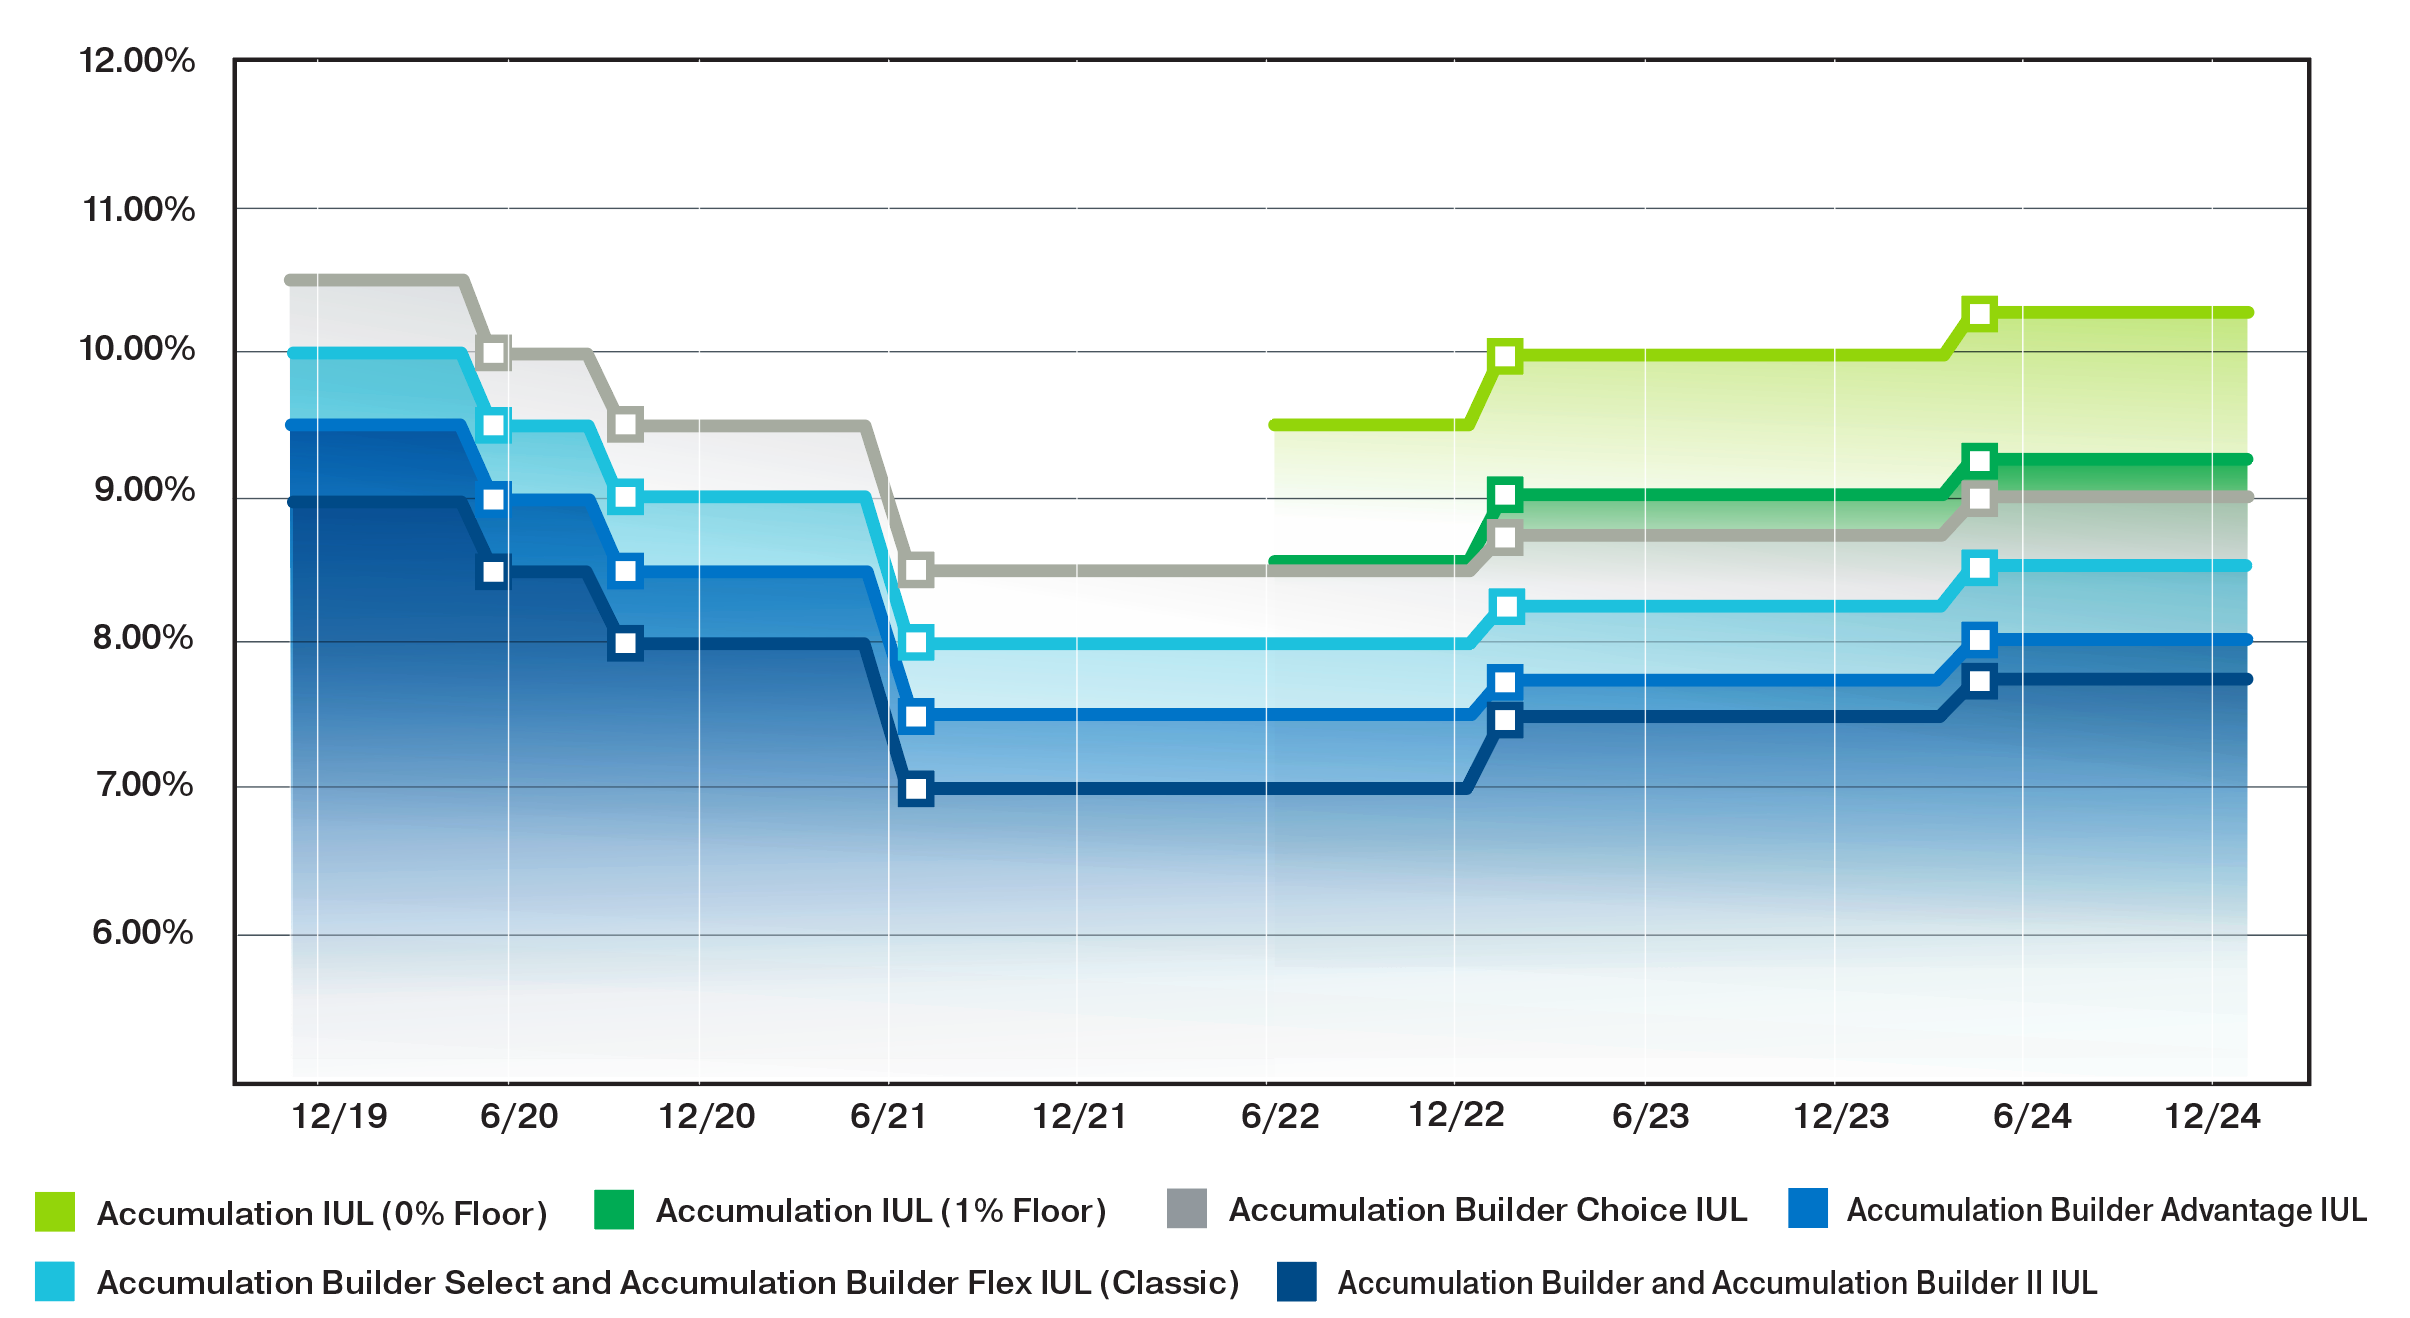 12.00%
11.00%
10.00%
9.00%
8.00%
7.00%
6.00%
12/19 6/20 12/20 6/21 12/21 6/22 12/22 6/23 12/23 6/24 12/24
Accumulation IUL (0% Floor) Accumulation IUL (1% Floor) Accumulation Builder Choice IUL Accumulation Builder Advantage IUL
Accumulation Builder Select and Accumulation Builder Flex IUL (Classic) Accumulation Builder and Accumulation Builder II IUL